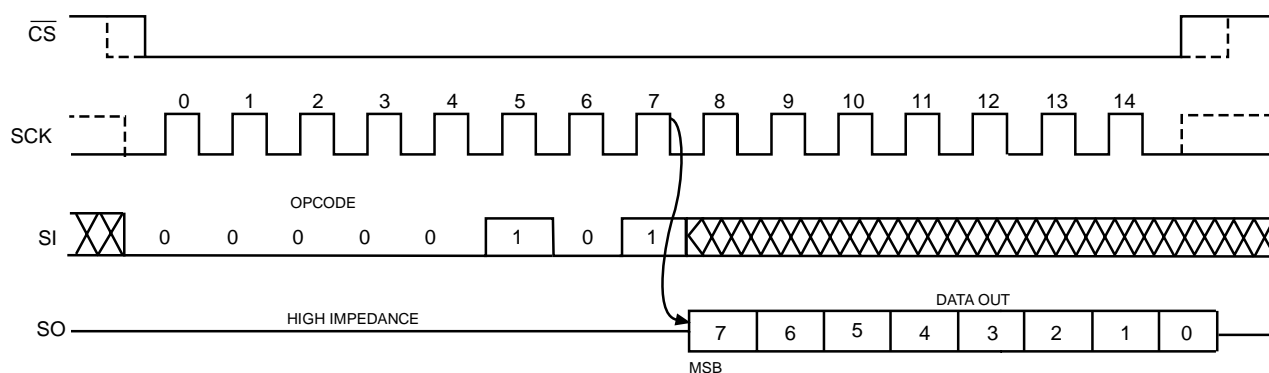 CS
0 1 2 3 4 5 6 7 8 9 10 11 12 13 14
SCK
OPCODE
SI 0 0 0 0 0 1 0 1
HIGH IMPEDANCE DATA OUT
SO 7 6 5 4 3 2 1 0
MSB